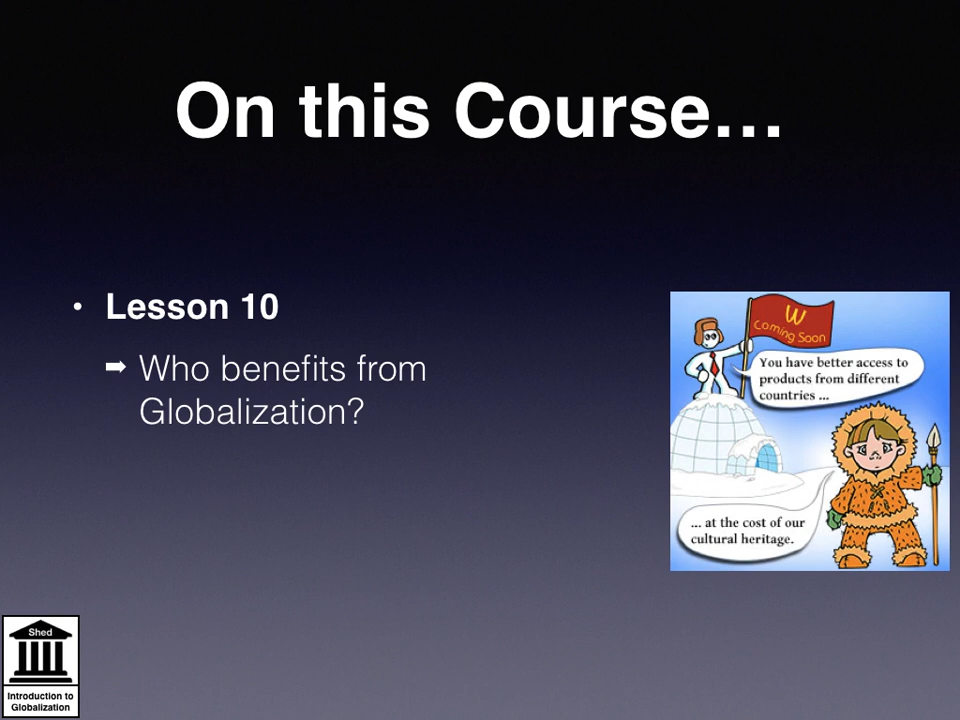 On this Course…
• Lesson 10
➡ Who benefits from
Globalization?
W
Coming Soon
You have better access to
products from different
countries ...
... at the cost of our
cultural heritage.
Shed
Introduction to
Globalization